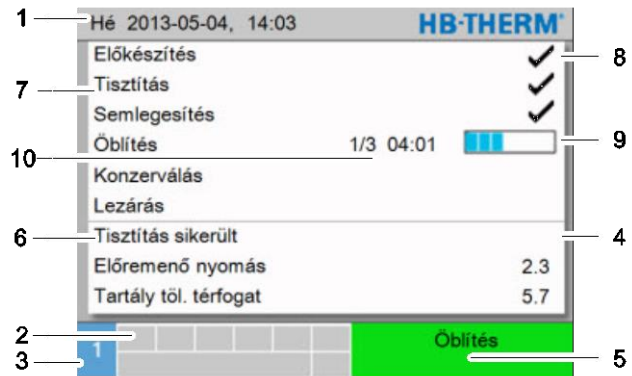 1 Hé 2013-05-04, 14:03 HB-THERM
Előkészítés 8
7 Tisztítás
Semlegesítés
Öblítés 1/3 04:01 9
10
Konzerválás
Lezárás
6 Tisztítás sikerült 4
Előremenő nyomás 2.3
Tartály töl. térfogat 5.7
2 1 Öblítés
3 5